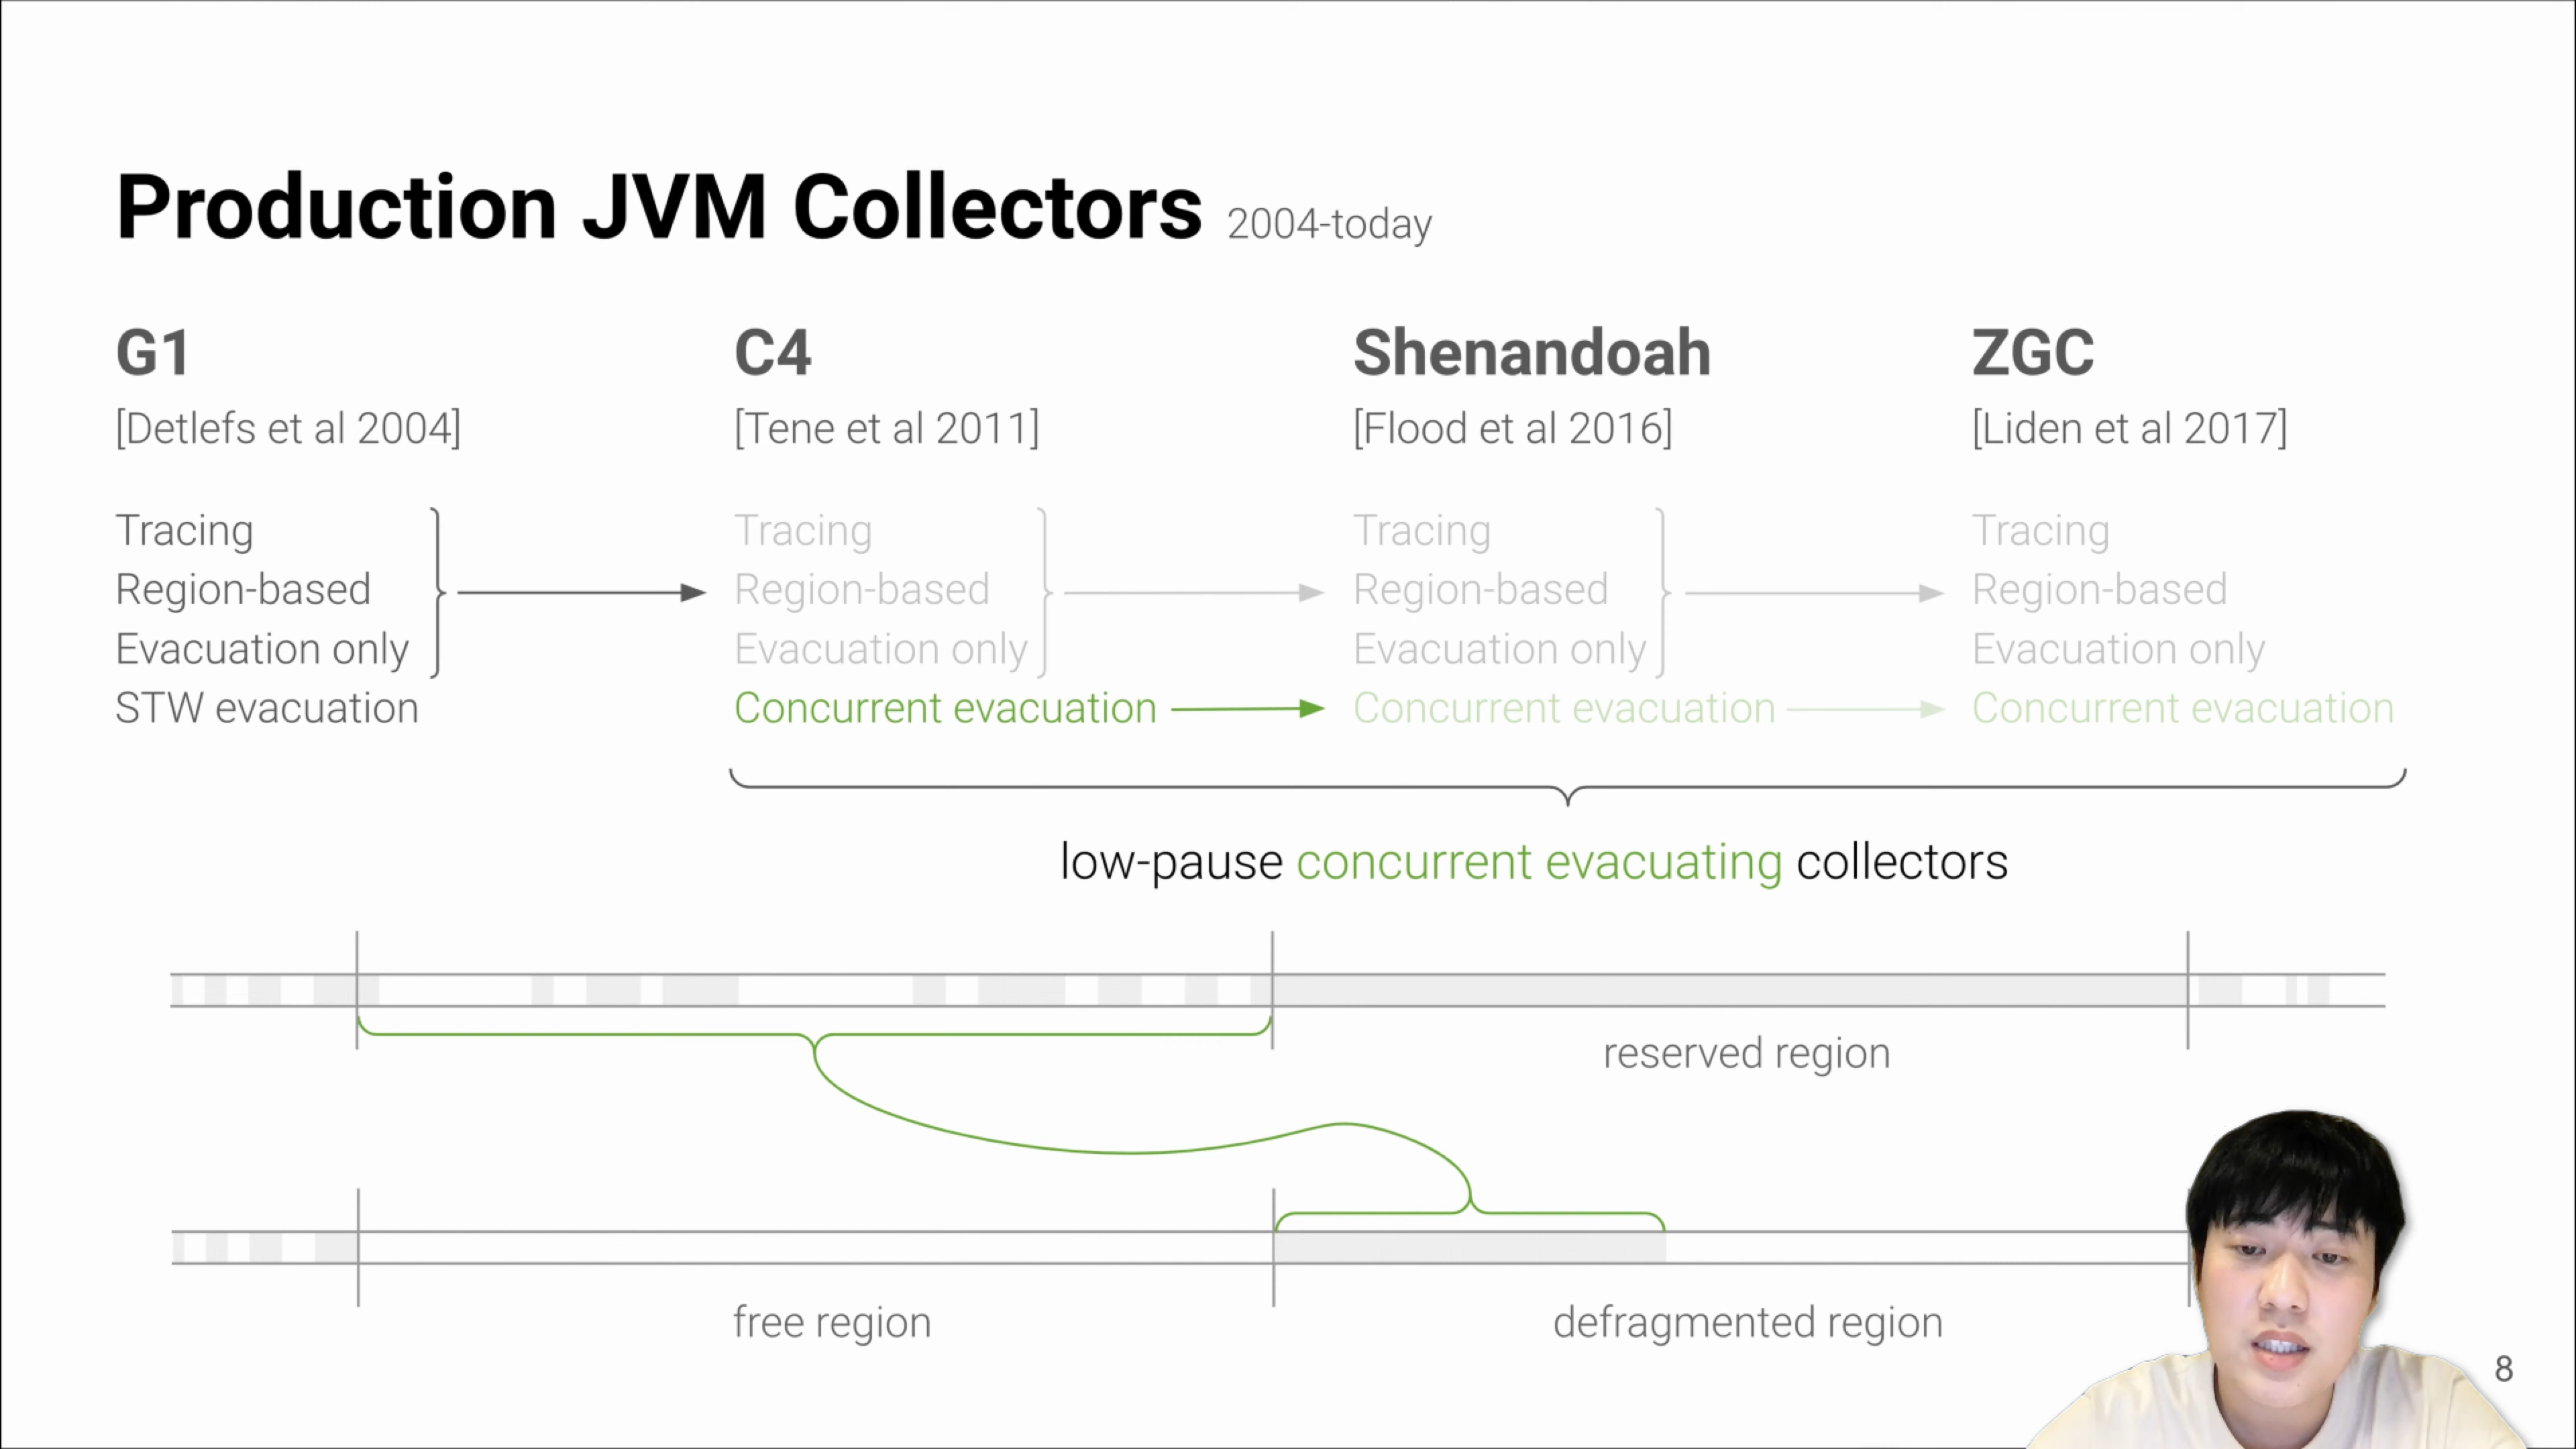 Production JVM Collectors 2004-today
G1
[Detlefs et al 2004]
Tracing
Region-based
Evacuation only
STW evacuation
C4
[Tene et al 2011]
Tracing
Region-based
Evacuation only
Concurrent evacuation
Shenandoah
[Flood et al 2016]
Tracing
Region-based
Evacuation only
Concurrent evacuation
ZGC
[Liden et al 2017]
Tracing
Region-based
Evacuation only
Concurrent evacuation
low-pause concurrent evacuating collectors
reserved region
free region
defragmented region
8